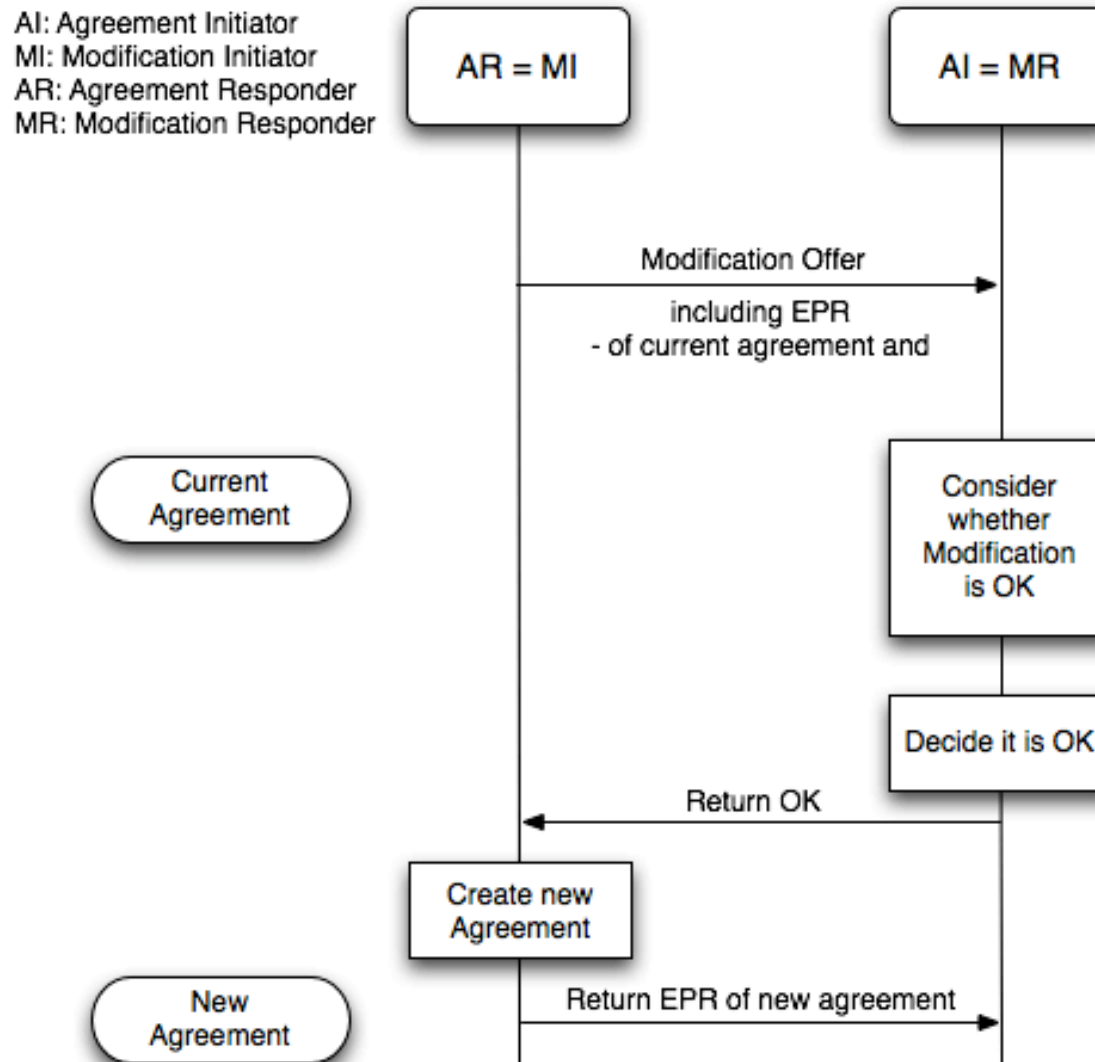 AI: Agreement Initiator
MI: Modification Initiator
AR: Agreement Responder
MR: Modification Responder
AR = MI
AI = MR
Modification Offer
including EPR
- of current agreement and
Current
Agreement
Consider
whether
Modification
is OK
Decide it is OK
Return OK
Create new
Agreement
New
Agreement
Return EPR of new agreement